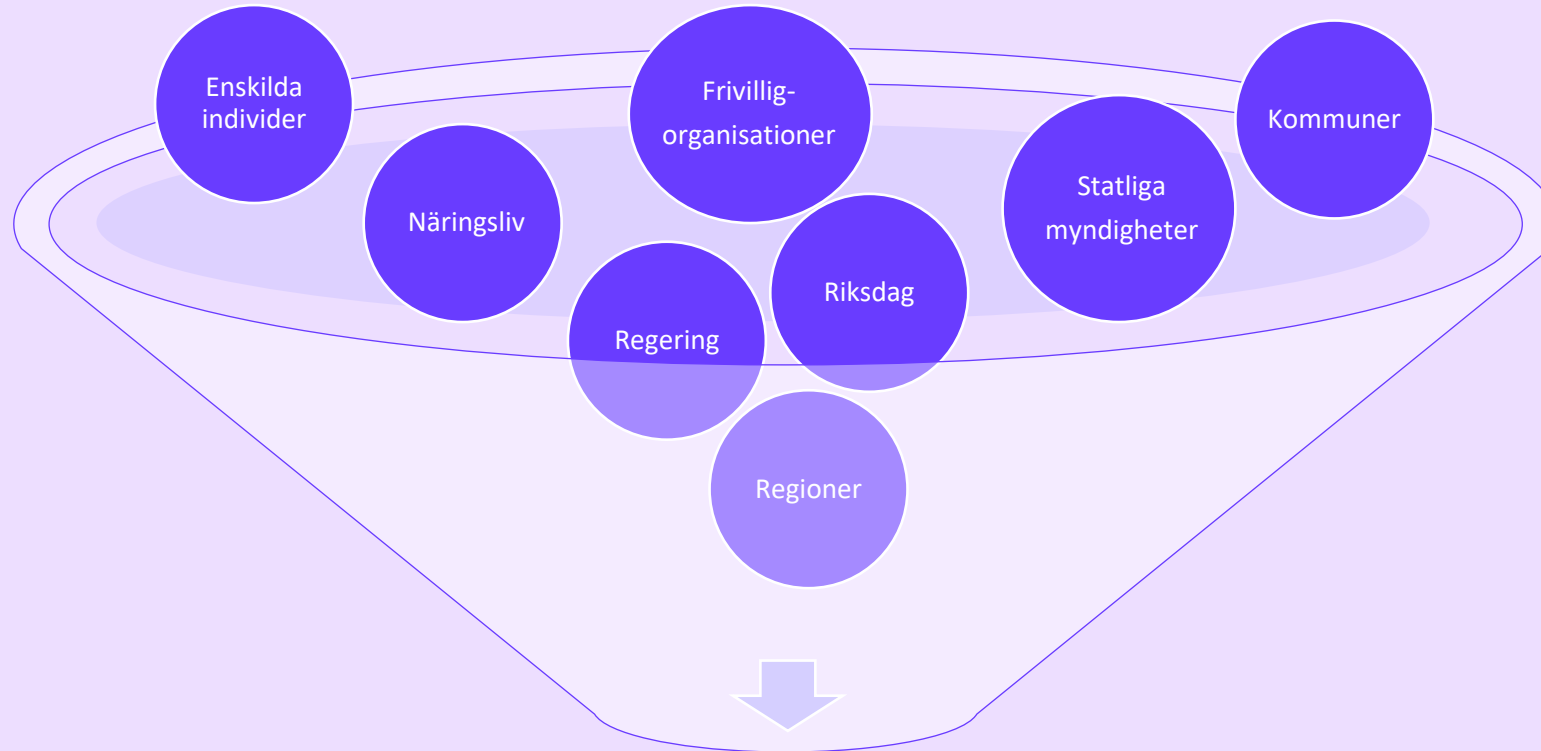 Enskilda
individer
Frivillig-
organisationer
Kommuner
Näringsliv
Statliga
myndigheter
Riksdag
Regering
Regioner